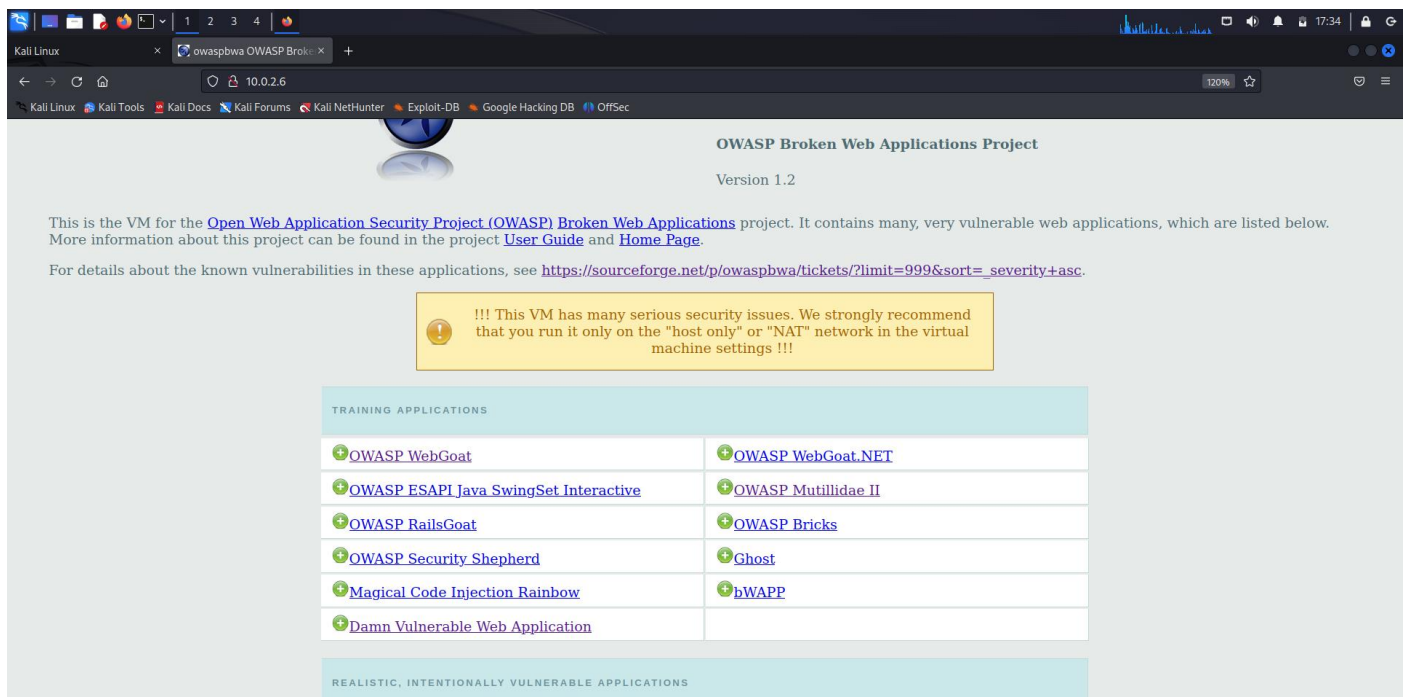 1 2 3 4
17:34
Kali Linux
owaspbwa OWASP Broke
10.0.2.6
120%
Kali Linux Kali Tools Kali Docs Kali Forums Kali NetHunter Exploit-DB Google Hacking DB OffSec
OWASP Broken Web Applications Project
Version 1.2
This is the VM for the Open Web Application Security Project (OWASP) Broken Web Applications project. It contains many, very vulnerable web applications, which are listed below.
More information about this project can be found in the project User Guide and Home Page.
For details about the known vulnerabilities in these applications, see https://sourceforge.net/p/owaspbwa/tickets/?limit=999&sort=_severity+asc.
!!! This VM has many serious security issues. We strongly recommend
that you run it only on the "host only" or "NAT" network in the virtual
machine settings !!!
TRAINING APPLICATIONS
OWASP WebGoat
OWASP WebGoat.NET
OWASP ESAPI Java SwingSet Interactive
OWASP Mutillidae II
OWASP RailsGoat
OWASP Bricks
OWASP Security Shepherd
Ghost
Magical Code Injection Rainbow
bWAPP
Damn Vulnerable Web Application
REALISTIC, INTENTIONALLY VULNERABLE APPLICATIONS